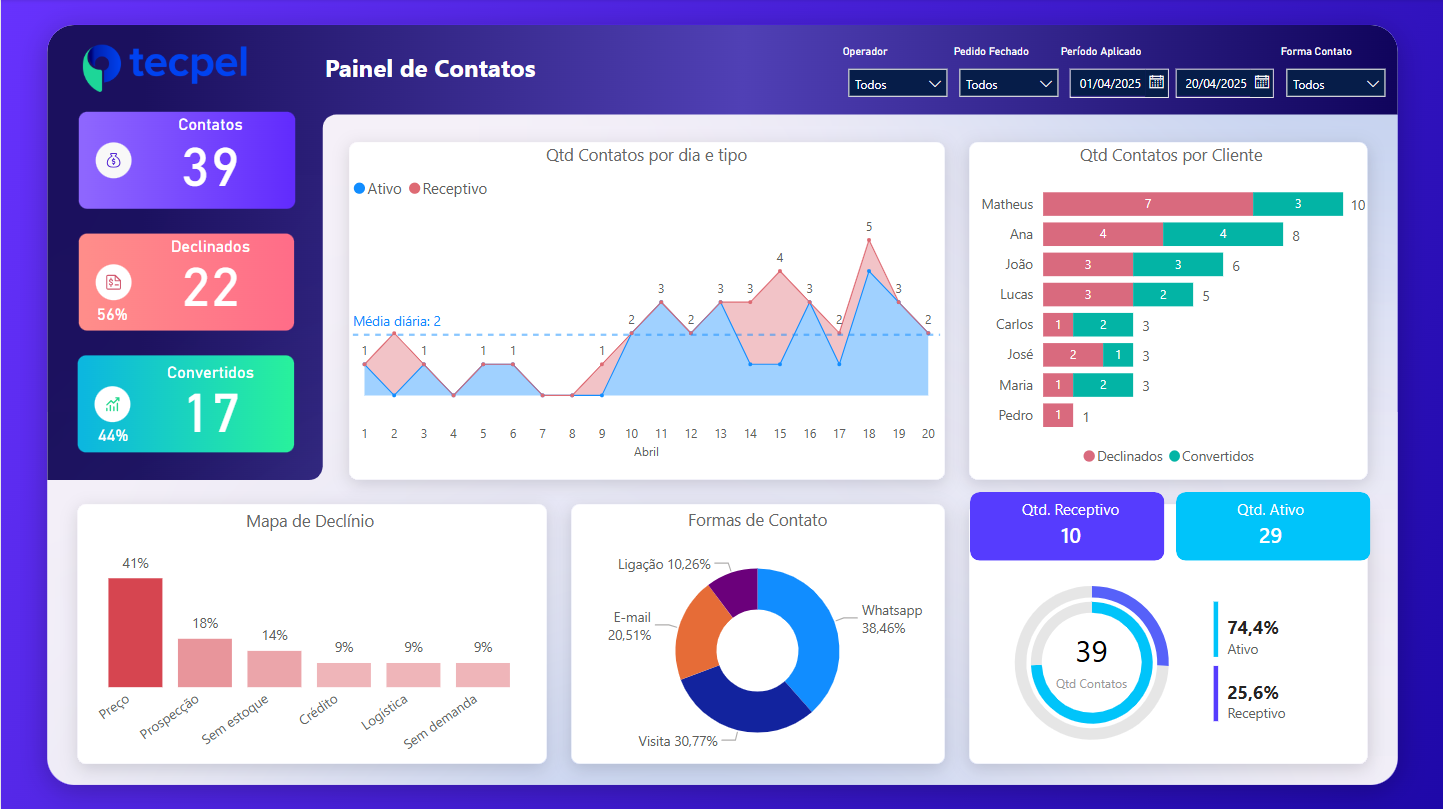 tecpel
Painel de Contatos
Operador
Todos
Pedido Fechado
Todos
Período Aplicado
01/04/2025
20/04/2025
Forma Contato
Todos
Contatos
39
Declinados
22
56%
Convertidos
17
44%
Qtd Contatos por dia e tipo
Ativo
Receptivo
Média diária: 2
1
1
1
1
1
2
3
2
3
3
4
3
2
5
3
2
1 2 3 4 5 6 7 8 9 10 11 12 13 14 15 16 17 18 19 20
Abril
Qtd Contatos por Cliente
Matheus 7 3 10
Ana 4 4 8
João 3 3 6
Lucas 3 2 5
Carlos 1 2 3
José 2 1 3
Maria 1 2 3
Pedro 1 1
Declinados
Convertidos
Mapa de Declínio
41%
18%
14%
9%
9%
9%
Preço
Prospecção
Sem estoque
Crédito
Logística
Sem demanda
Formas de Contato
Ligação 10,26%
E-mail
20,51%
Whatsapp
38,46%
Visita 30,77%
Qtd. Receptivo
10
Qtd. Ativo
29
39
Qtd Contatos
74,4%
Ativo
25,6%
Receptivo